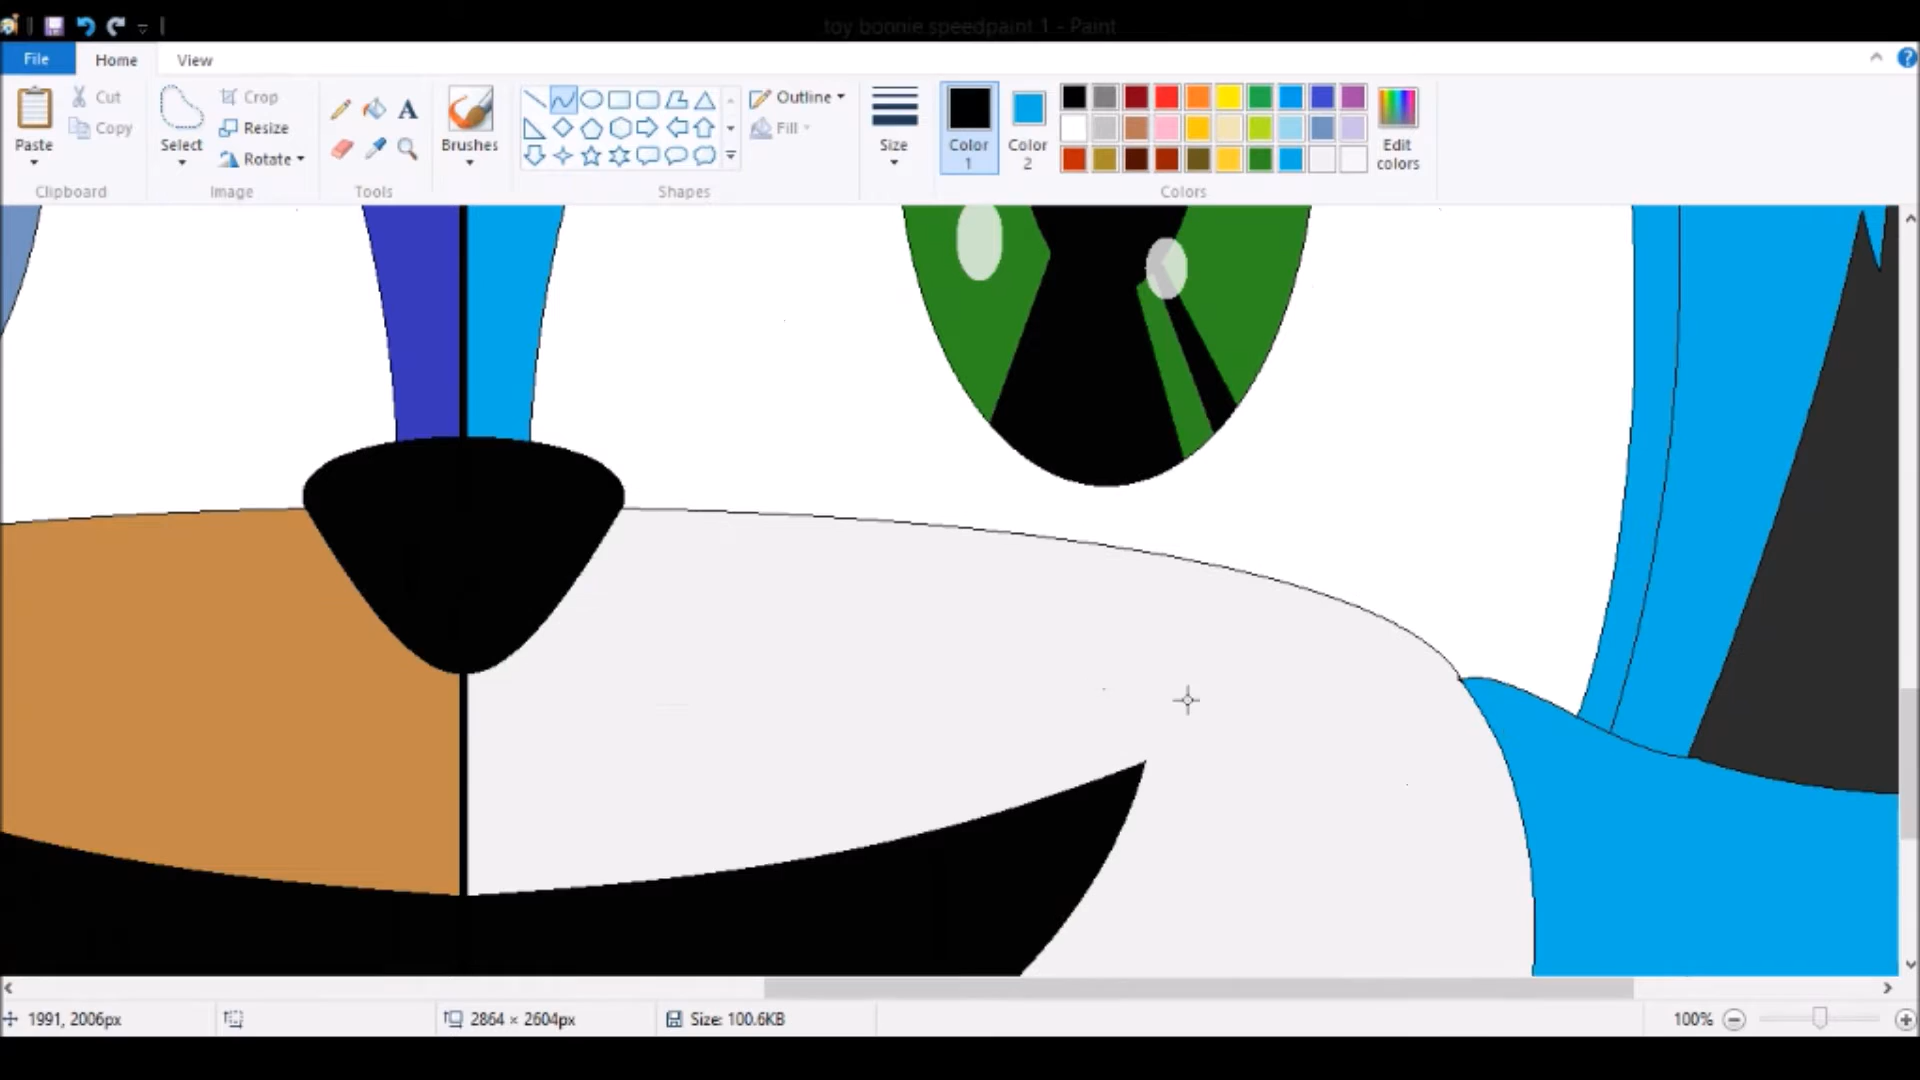 toy boonie speedpaint 1 - Paint
File Home View
Paste
Cut
Copy
Clipboard
Select
Crop
Resize
Rotate
Image
A
Tools
Brushes
Outline
Fill
Shapes
Size
Color 1
Color 2
Edit colors
Colors
1991, 2006px
2864 × 2604px
Size: 100.6KB
100%